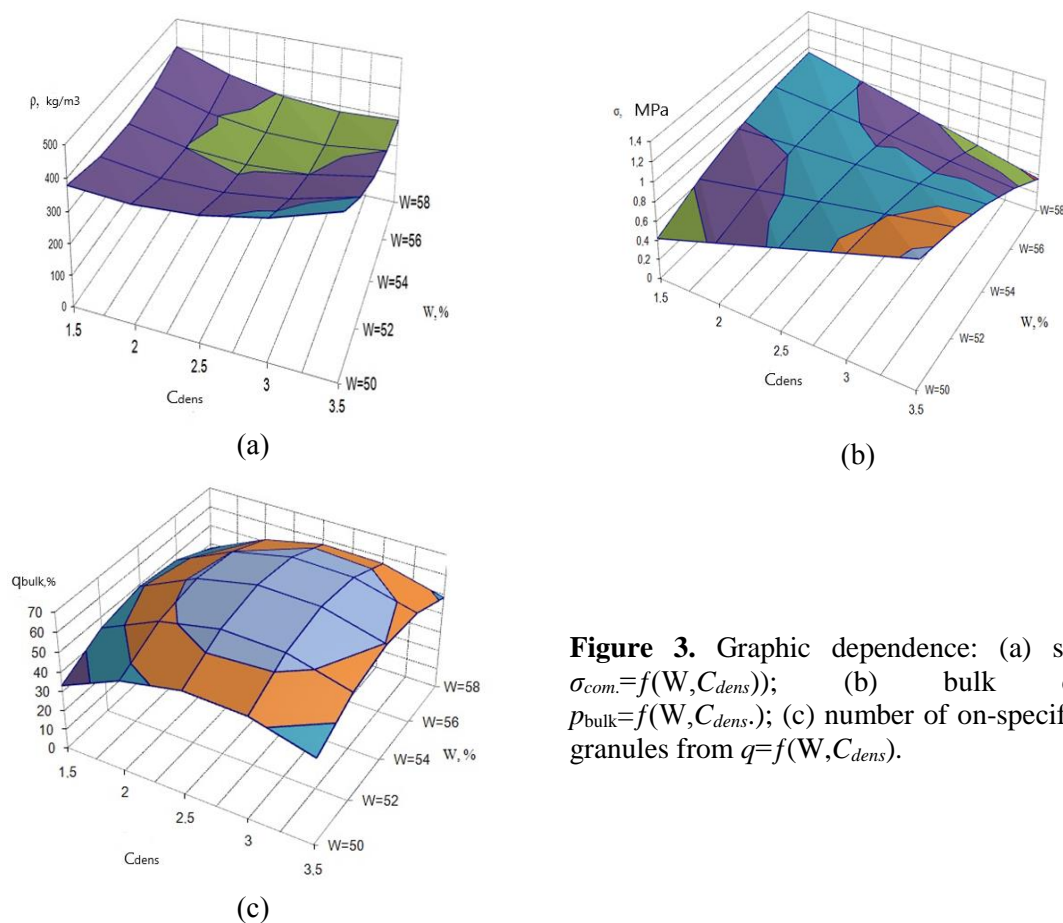 ρ, kg/m3
500
400
300
200
100
0
1.5
2
2.5
3
3.5
Cdens
W=50
W=52
W=54
W=56
W=58
W,%
(a)
σ, MPa
1,4
1,2
1
0.8
0.6
0.4
0,2
0
1.5
2
2.5
3
3.5
Cdens
W=50
W=52
W=54
W=56
W=58
W,%
(b)
qbulk,%
70
60
50
40
30
20
10
0
1.5
2
2.5
3
3.5
Cdens
W=50
W=52
W=54
W=56
W=58
W,%
(c)
Figure 3. Graphic dependence: (a) s
σcom.=f(W,Cdens)); (b) bulk
pbulk=f(W,Cdens.); (c) number of on-specif
granules from q=f(W,Cdens).